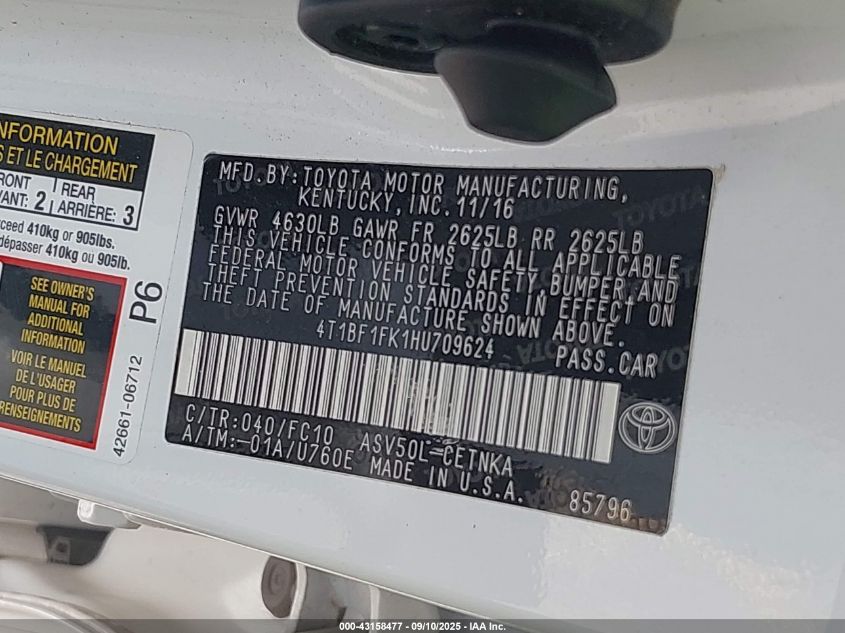 NFORMATION
S ET LE CHARGEMENT
FRONT
VANT: 2
REAR
ARRIÈRE: 3
xceed 410kg or 905lbs.
dépasser 410kg ou 905lb.
SEE OWNER'S
MANUAL FOR
ADDITIONAL
INFORMATION
VOIR LE MANUEL
DE L'USAGER
POUR PLUS DE
RENSEIGNEMENTS
P6
42661-06712
MFD BY: TOYOTA MOTOR MANUFACTURING,
KENTUCKY, INC. 11/16
GVWR 4630LB GAWR FR 2625LB RR 2625LB
THIS VEHICLE CONFORMS TO ALL APPLICABLE
FEDERAL MOTOR VEHICLE SAFETY BUMPER AND
THEFT PREVENTION STANDARDS IN EFFECT ON
THE DATE OF MANUFACTURE SHOWN ABOVE.
4T1BF1FK1HU709624 PASS.CAR
C/TR:040/FC10 ASV50L-CETNKA
A/TM:-01A/U760E MADE IN U.S.A. 85796
000-43158477 - 09/10/2025 - IAA Inc.